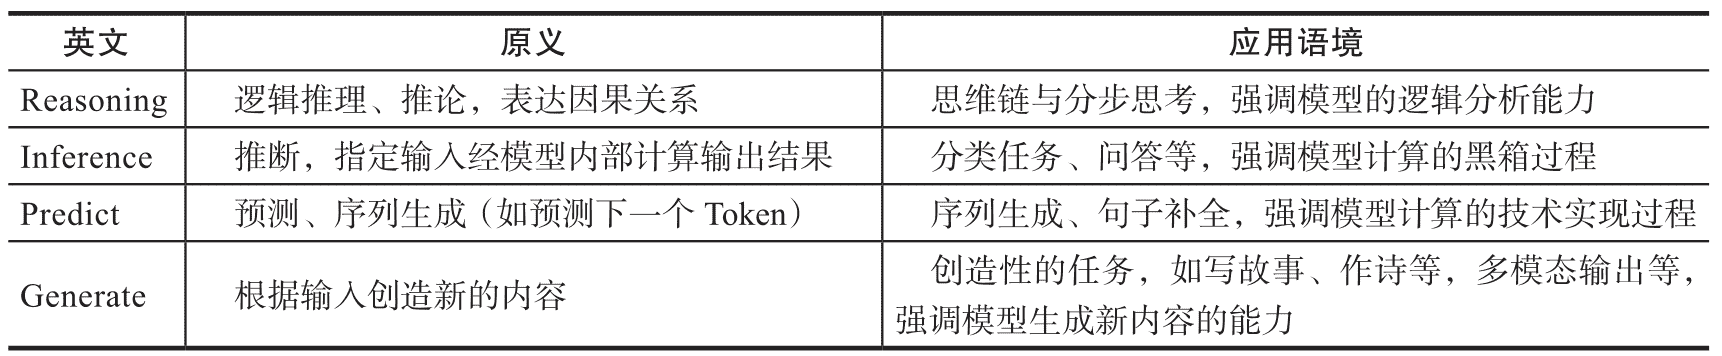 英文 原义 应用语境
Reasoning 逻辑推理、推论，表达因果关系 思维链与分步思考，强调模型的逻辑分析能力
Inference 推断，指定输入经模型内部计算输出结果 分类任务、问答等，强调模型计算的黑箱过程
Predict 预测、序列生成（如预测下一个 Token） 序列生成、句子补全，强调模型计算的技术实现过程
Generate 根据输入创造新的内容 创造性的任务，如写故事、作诗等，多模态输出等，
强调模型生成新内容的能力